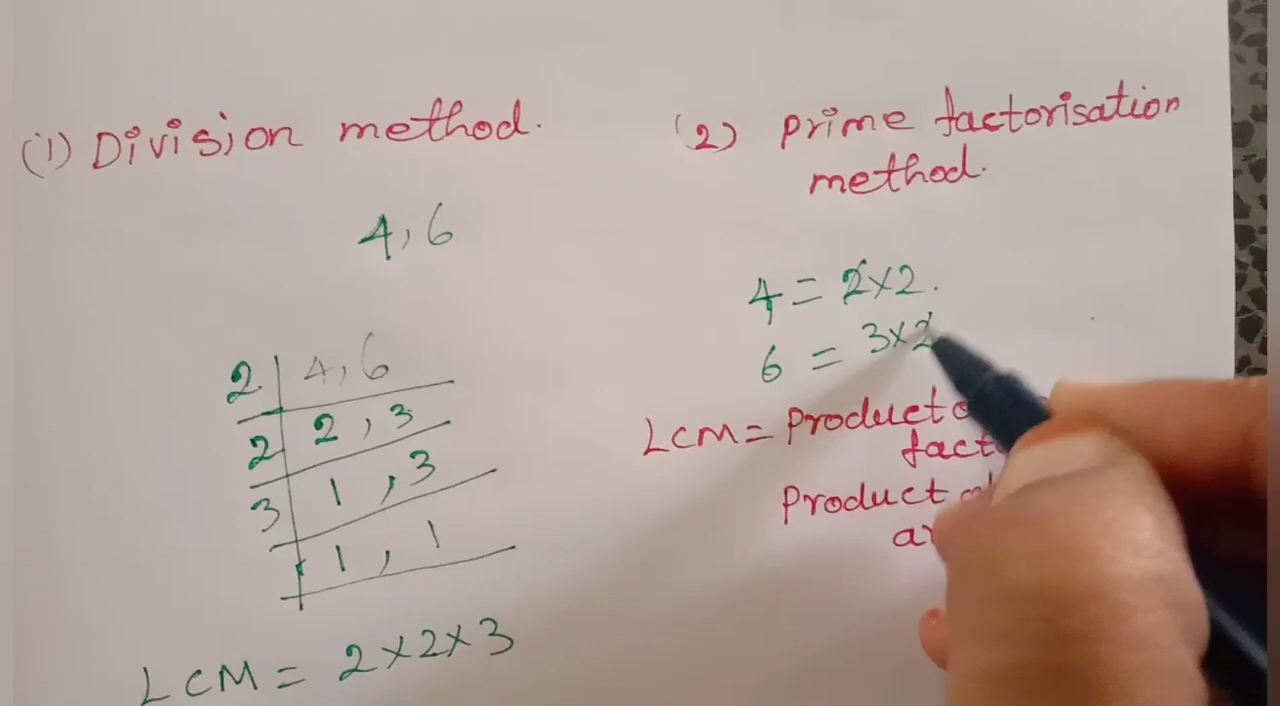 (1) Division method.
4, 6
2 | 4, 6
2 | 2, 3
3 | 1, 3
1, 1
LCM = 2 × 2 × 3
(2) Prime factorisation
method.
4 = 2 × 2.
6 = 3 × 2
LCM = Product
Product